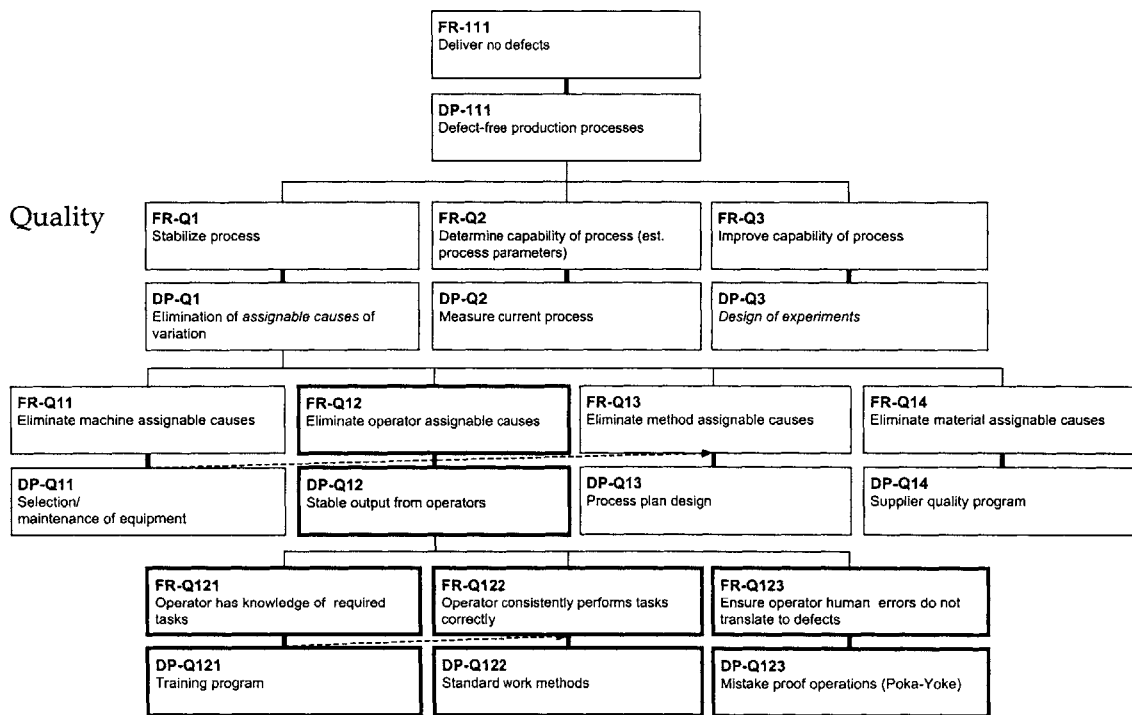 FR-111
Deliver no defects
DP-111
Defect-free production processes
Quality
FR-Q1
Stabilize process
FR-Q2
Determine capability of process (est.
process parameters)
FR-Q3
Improve capability of process
DP-Q1
Elimination of assignable causes of
variation
DP-Q2
Measure current process
DP-Q3
Design of experiments
FR-Q11
Eliminate machine assignable causes
FR-Q12
Eliminate operator assignable causes
FR-Q13
Eliminate method assignable causes
FR-Q14
Eliminate material assignable causes
DP-Q11
Selection/
maintenance of equipment
DP-Q12
Stable output from operators
DP-Q13
Process plan design
DP-Q14
Supplier quality program
FR-Q121
Operator has knowledge of required
tasks
FR-Q122
Operator consistently performs tasks
correctly
FR-Q123
Ensure operator human errors do not
translate to defects
DP-Q121
Training program
DP-Q122
Standard work methods
DP-Q123
Mistake proof operations (Poka-Yoke)